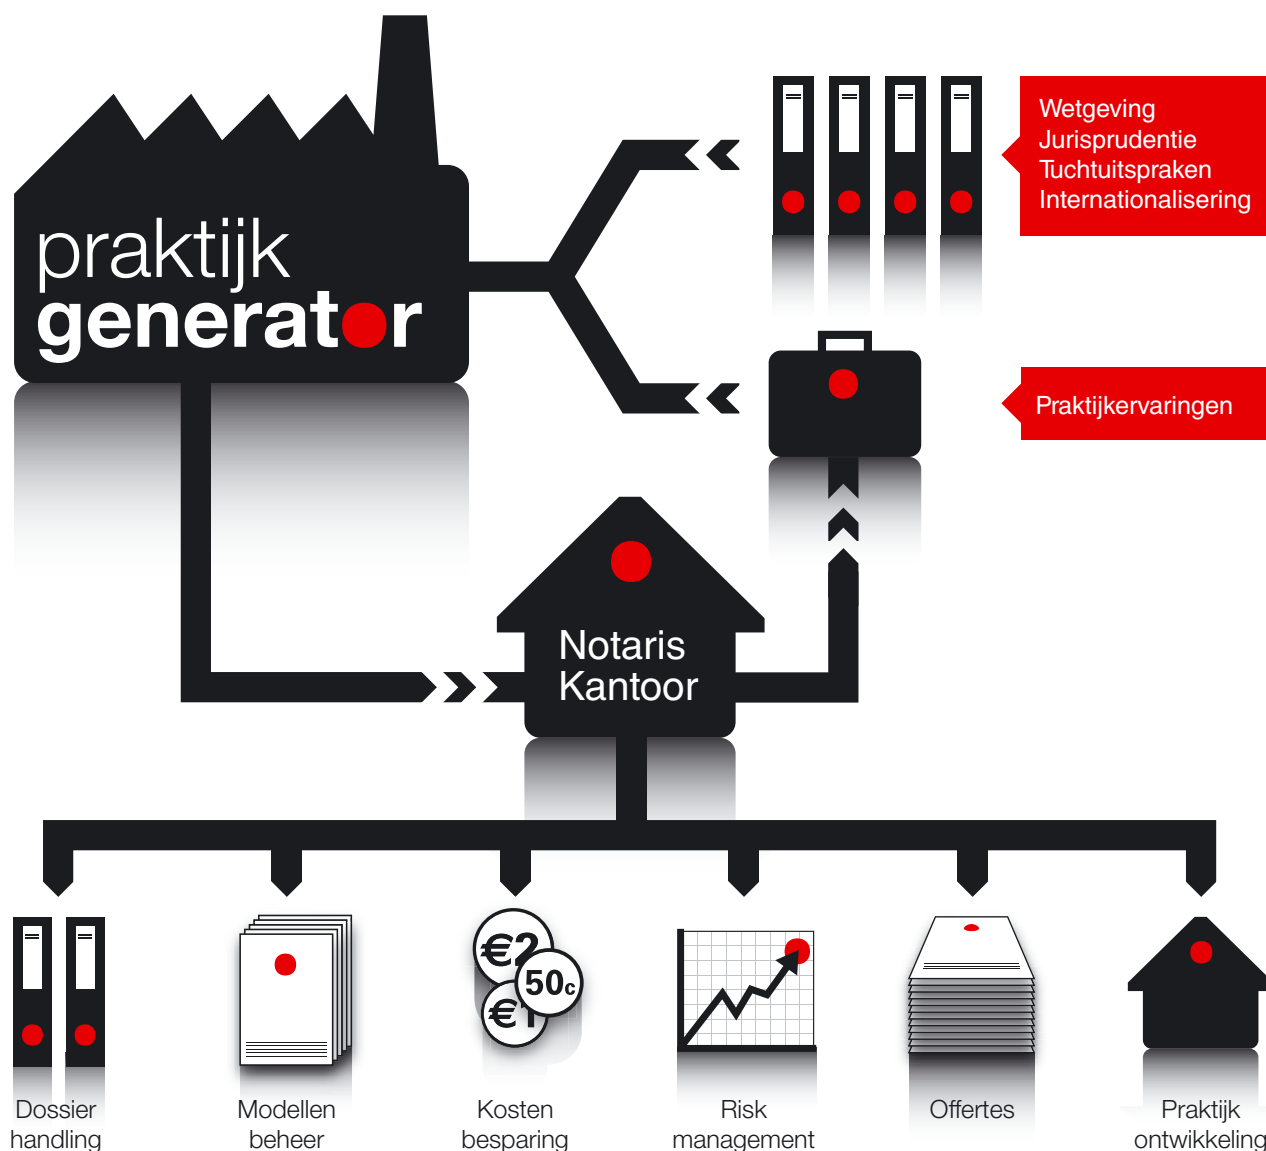 praktijk
generator
Wetgeving
Jurisprudentie
Tuchtuitspraken
Internationalisering
Praktijkervaringen
Notaris
Kantoor
€2
50c
€1
Dossier
handling
Modellen
beheer
Kosten
besparing
Risk
management
Offertes
Praktijk
ontwikkeling